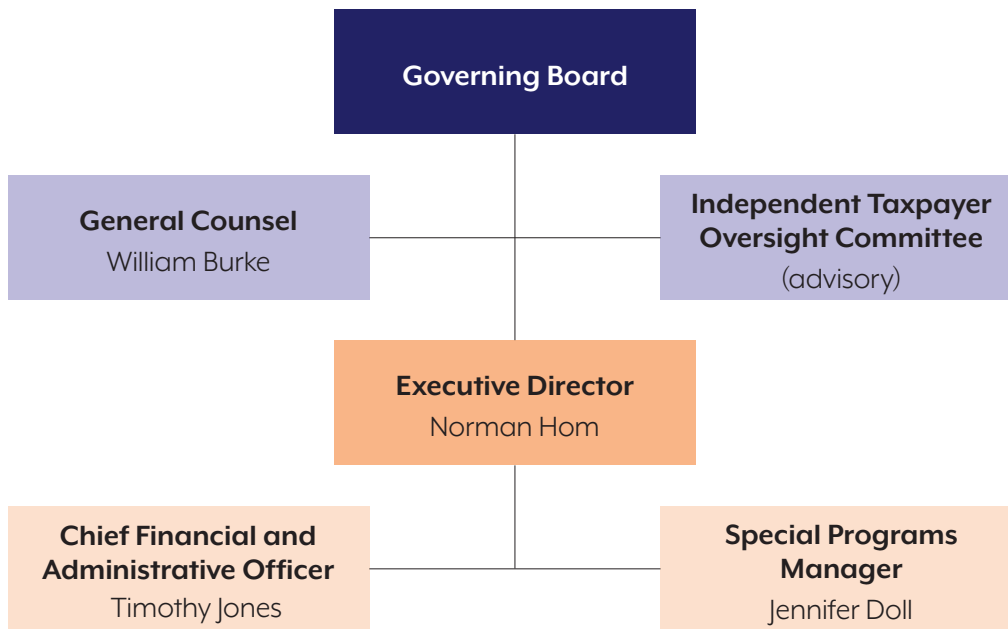 Governing Board
General Counsel
William Burke
Independent Taxpayer
Oversight Committee
(advisory)
Executive Director
Norman Hom
Chief Financial and
Administrative Officer
Timothy Jones
Special Programs
Manager
Jennifer Doll